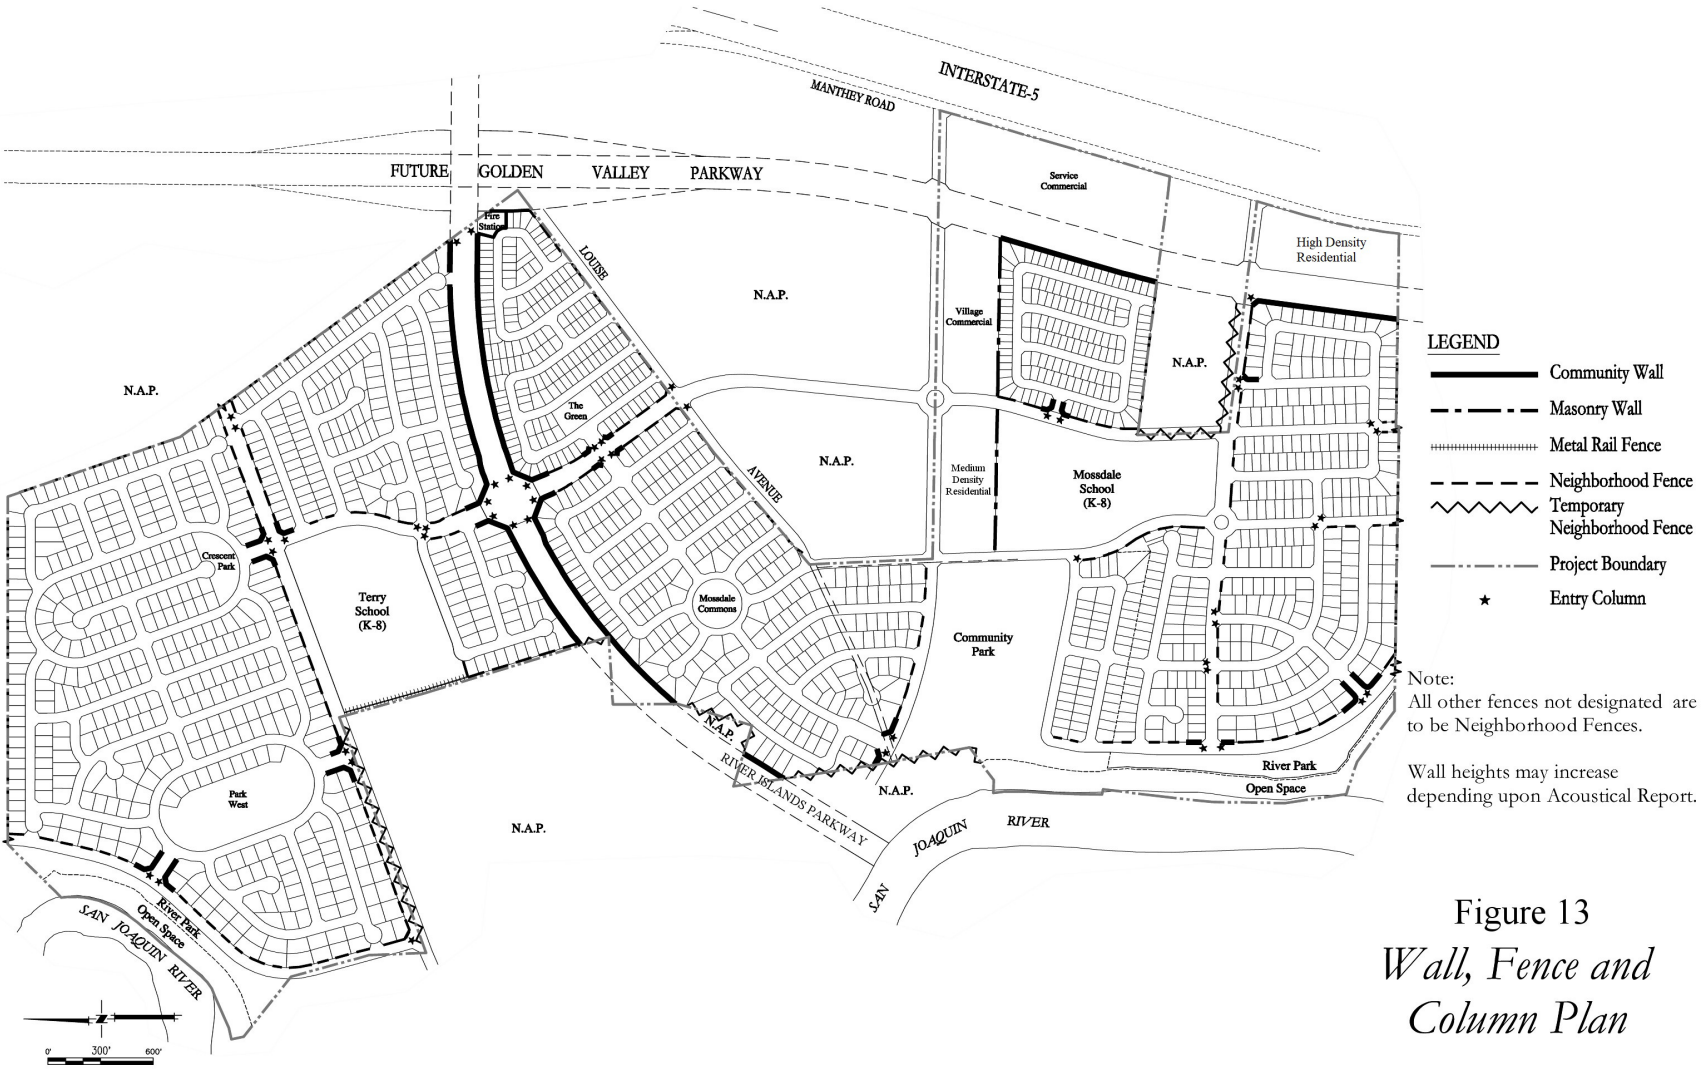 INTERSTATE-5
MANTHEY ROAD
FUTURE GOLDEN VALLEY PARKWAY
Service
Commercial
Fire
Station
High Density
Residential
LOUISE
N.A.P.
Village
Commercial
N.A.P.
N.A.P.
The
Green
N.A.P.
AVENUE
Medium
Density
Residential
Mossdale
School
(K-8)
Crescent
Park
Terry
School
(K-8)
Mossdale
Commons
Community
Park
N.A.P.
RIVER ISLANDS PARKWAY
River Park
Open Space
N.A.P.
Park
West
N.A.P.
SAN JOAQUIN RIVER
River Park
Open Space
SAN JOAQUIN RIVER
Z
0' 300' 600'
LEGEND
Community Wall
Masonry Wall
Metal Rail Fence
Neighborhood Fence
Temporary
Neighborhood Fence
Project Boundary
Entry Column
Note:
All other fences not designated are
to be Neighborhood Fences.
Wall heights may increase
depending upon Acoustical Report.
Figure 13
Wall, Fence and
Column Plan